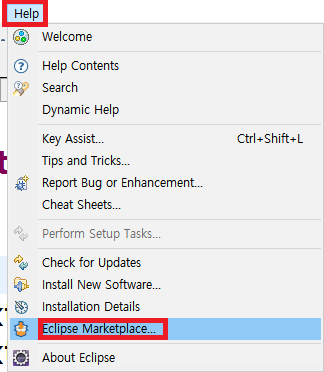 Help
Welcome
Help Contents
Search
Dynamic Help
Key Assist... Ctrl+Shift+L
Tips and Tricks...
Report Bug or Enhancement...
Cheat Sheets...
Perform Setup Tasks...
Check for Updates
Install New Software...
Installation Details
Eclipse Marketplace...
About Eclipse